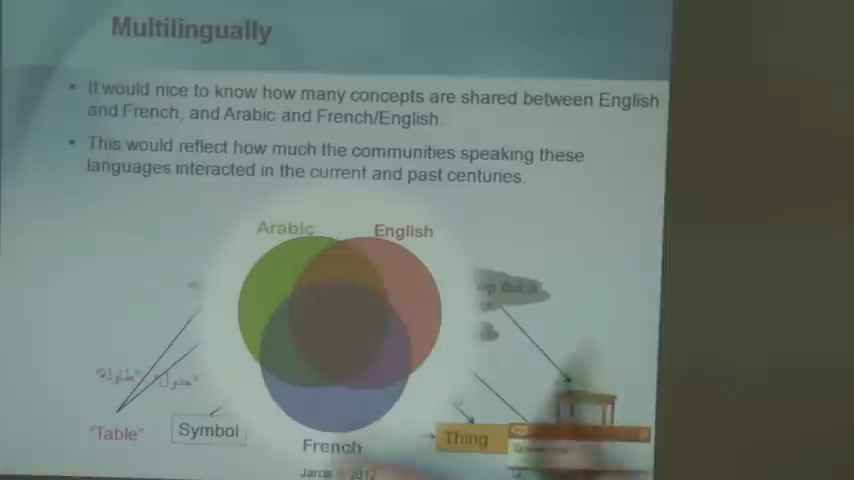 Multilingually
It would nice to know how many concepts are shared between English
and French, and Arabic and French/English.
This would reflect how much the communities speaking these
languages interacted in the current and past centuries.
Arabic
English
"طاولة"
"جدول"
"Table"
Symbol
French
Thing